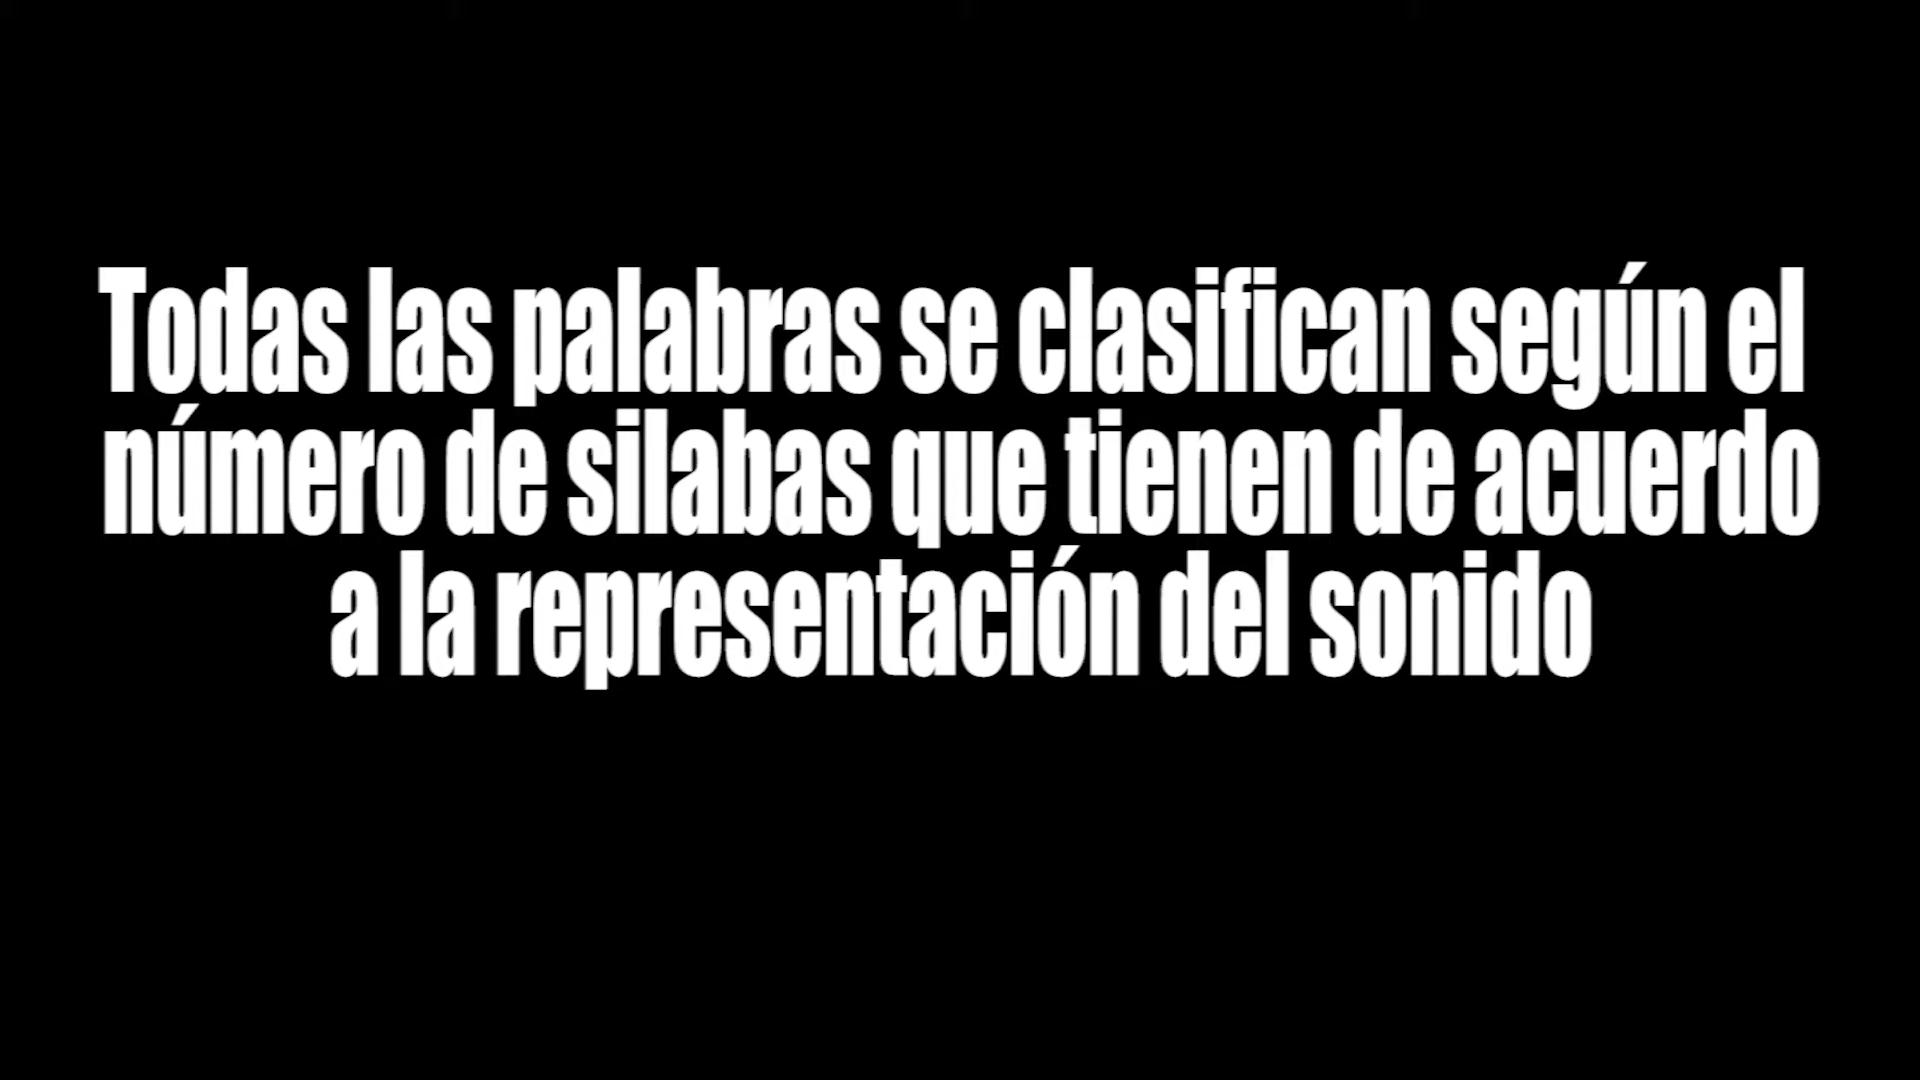 Todas las palabras se clasifican según el
número de silabas que tienen de acuerdo
a la representación del sonido